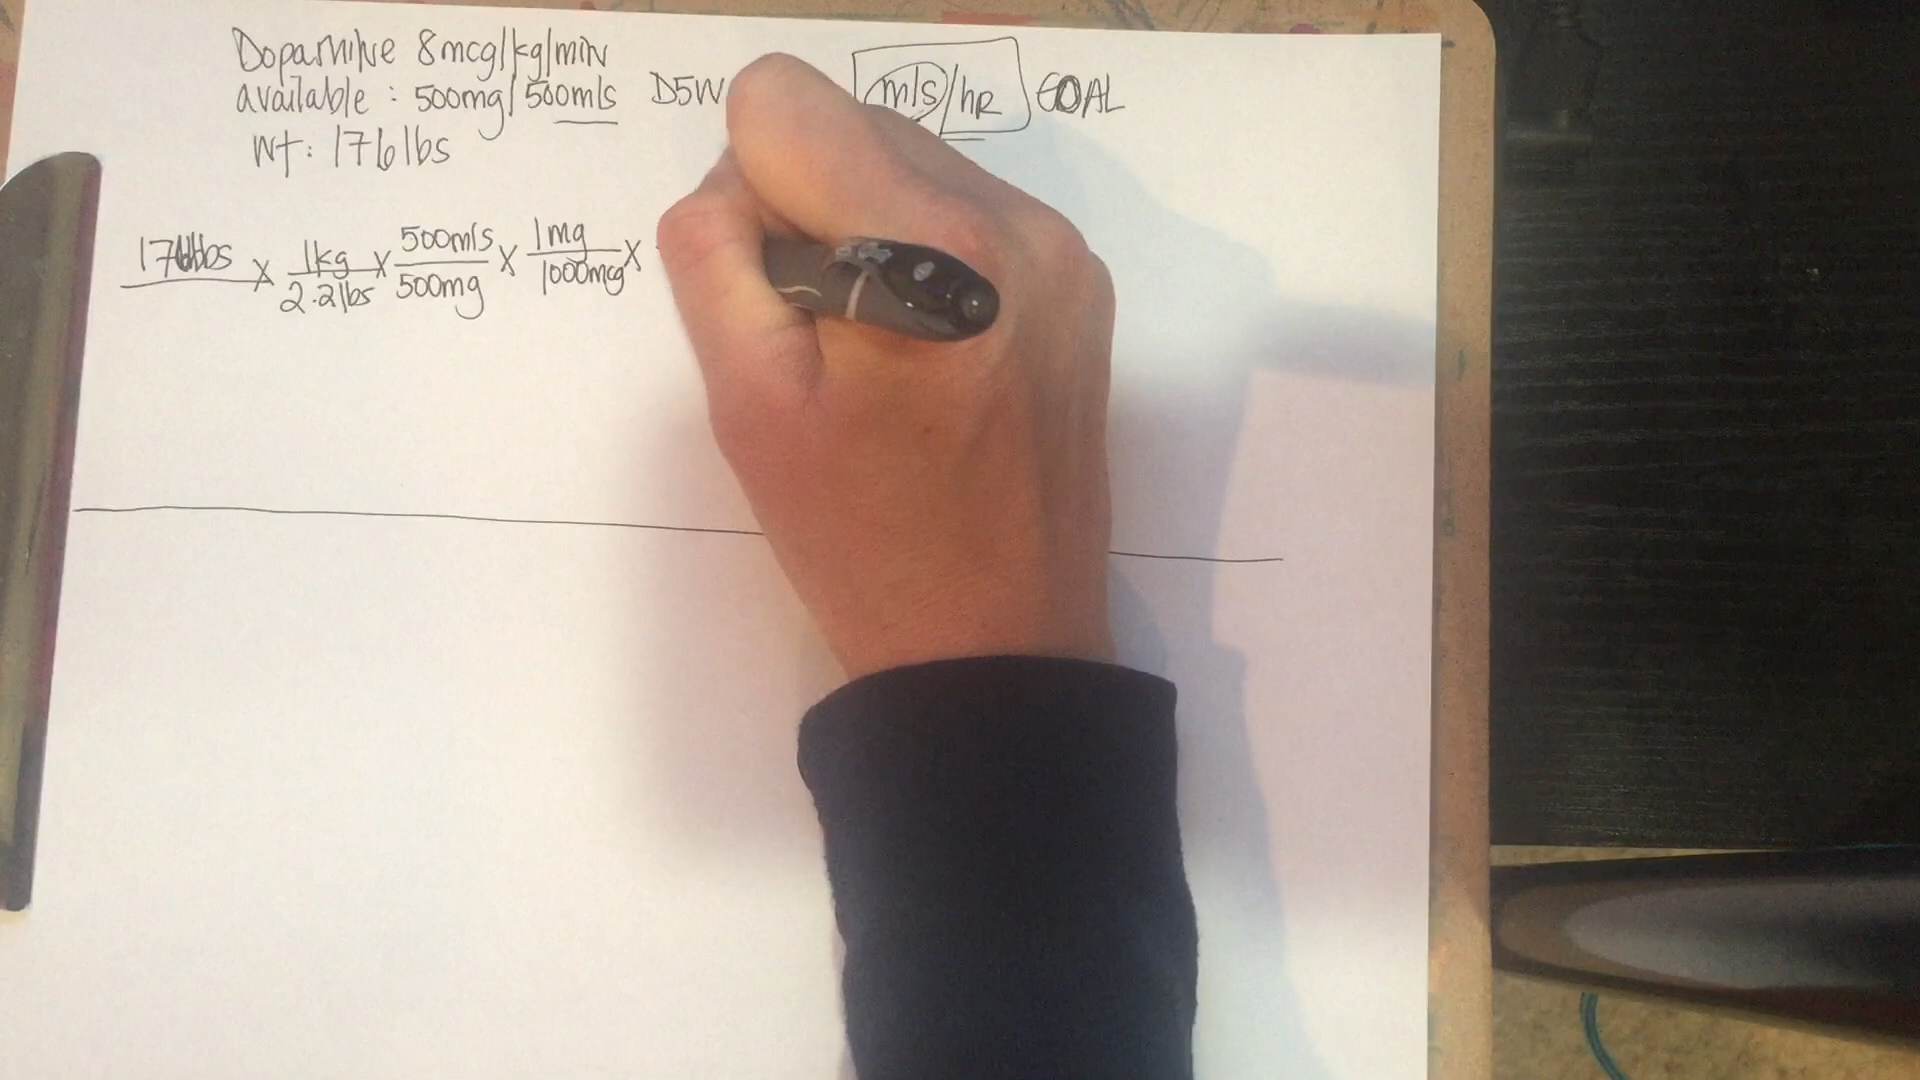 Dopamine 8mcg/kg/min
available : 500mg/500mls D5W mls/hr GOAL
wt: 176lbs
176lbs x 1kg/2.2lbs x 500mls/500mg x 1mg/1000mcg x